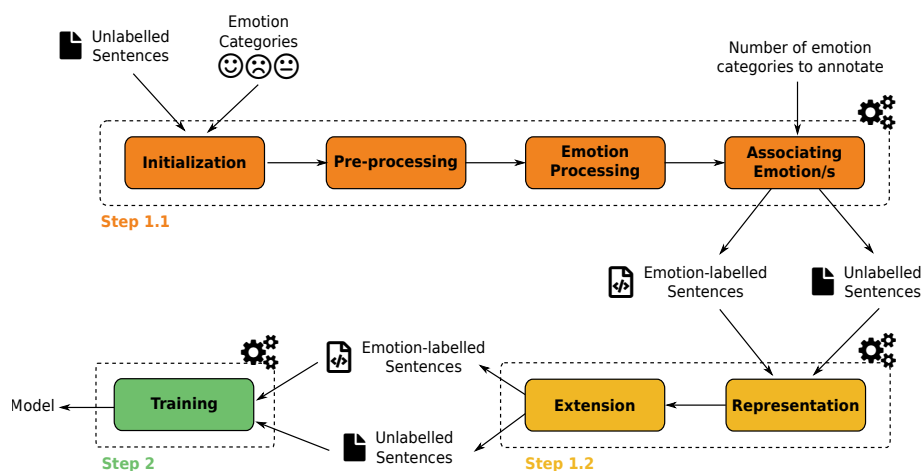 Unlabelled
Sentences
Emotion
Categories
Number of emotion
categories to annotate
Initialization
Pre-processing
Emotion
Processing
Associating
Emotion/s
Step 1.1
Emotion-labelled
Sentences
Unlabelled
Sentences
Emotion-labelled
Sentences
Model
Training
Extension
Representation
Unlabelled
Sentences
Step 2
Step 1.2